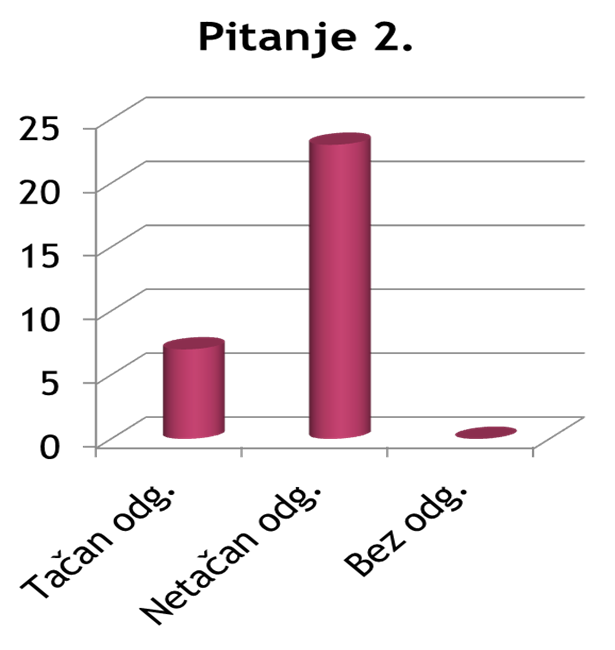 Pitanje 2.
25
20
15
10
5
0
Tačan odg.
Netačan odg.
Bez odg.